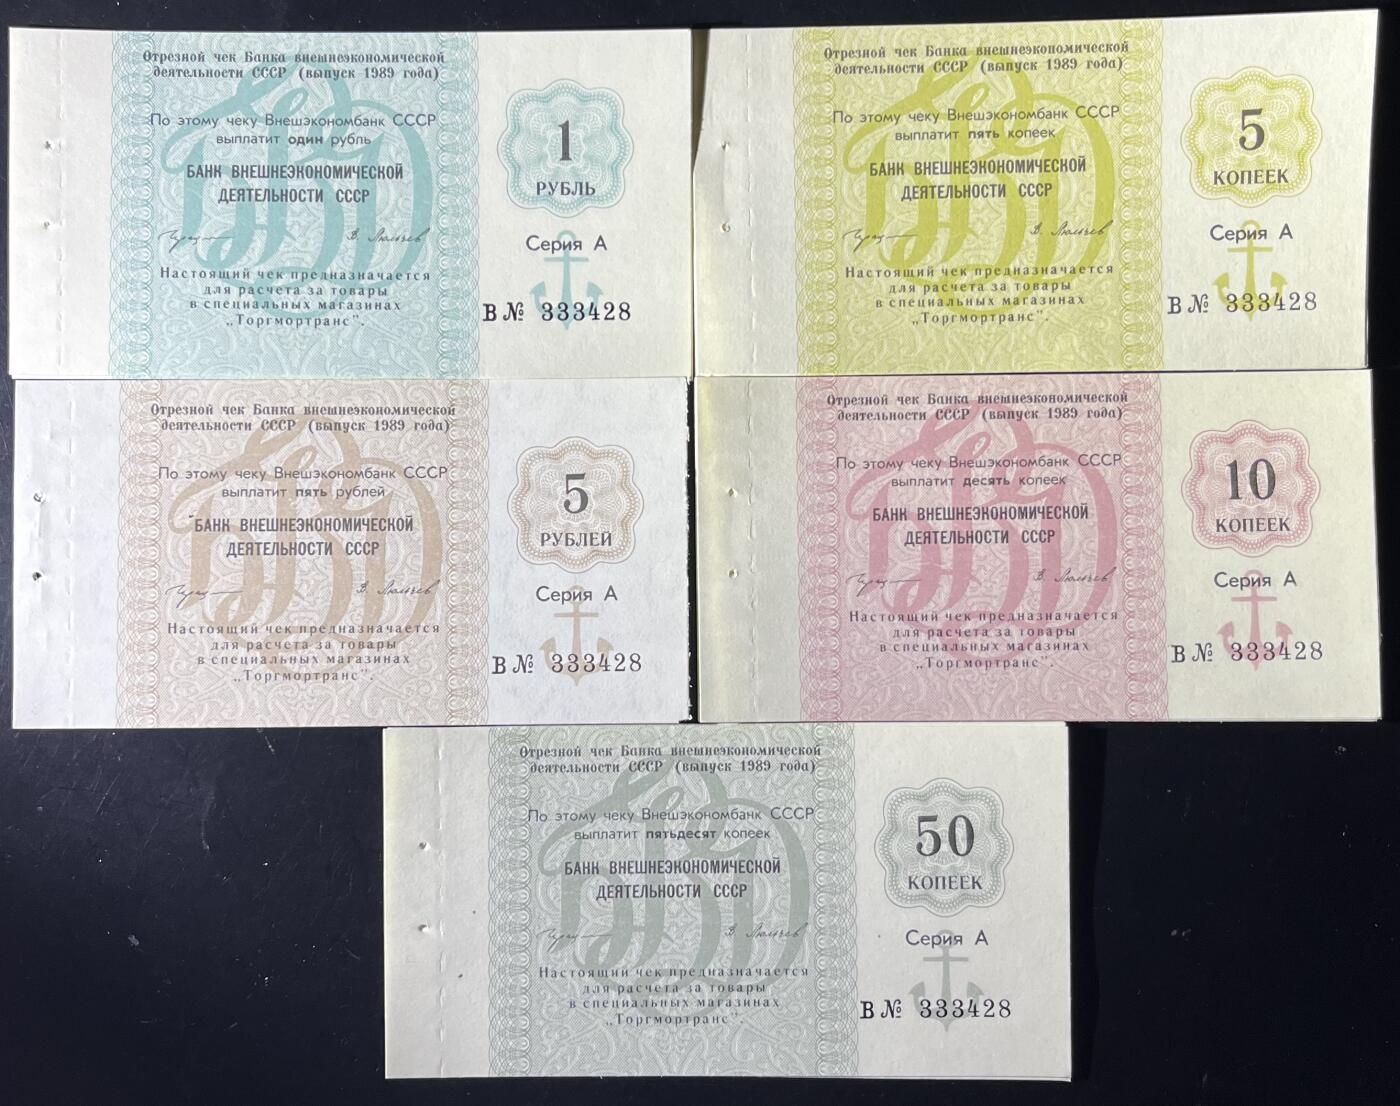 Отрезной чек Банка внешнеэкономической
деятельности СССР (выпуск 1989 года)
По этому чеку Внешэкономбанк СССР
выплатит один рубль
БАНК ВНЕШНЕЭКОНОМИЧЕСКОЙ
ДЕЯТЕЛЬНОСТИ СССР
Настоящий чек предназначается
для расчета за товары
в специальных магазинах
„Торгмортранс".
1
РУБЛЬ
Серия А
В № 333428
Отрезной чек Банка внешнеэкономической
деятельности СССР (выпуск 1989 года)
По этому чеку Внешэкономбанк СССР
выплатит пять копеек
БАНК ВНЕШНЕЭКОНОМИЧЕСКОЙ
ДЕЯТЕЛЬНОСТИ СССР
Настоящий чек предназначается
для расчета за товары
в специальных магазинах
„Торгмортранс".
5
КОПЕЕК
Серия А
В № 333428
Отрезной чек Банка внешнеэкономической
деятельности СССР (выпуск 1989 года)
По этому чеку Внешэкономбанк СССР
выплатит пять рублей
БАНК ВНЕШНЕЭКОНОМИЧЕСКОЙ
ДЕЯТЕЛЬНОСТИ СССР
Настоящий чек предназначается
для расчета за товары
в специальных магазинах
„Торгмортранс".
5
РУБЛЕЙ
Серия А
В № 333428
Отрезной чек Банка внешнеэкономической
деятельности СССР (выпуск 1989 года)
По этому чеку Внешэкономбанк СССР
выплатит десять копеек
БАНК ВНЕШНЕЭКОНОМИЧЕСКОЙ
ДЕЯТЕЛЬНОСТИ СССР
Настоящий чек предназначается
для расчета за товары
в специальных магазинах
„Торгмортранс".
10
КОПЕЕК
Серия А
В № 333428
Отрезной чек Банка внешнеэкономической
деятельности СССР (выпуск 1989 года)
По этому чеку Внешэкономбанк СССР
выплатит пятьдесят копеек
БАНК ВНЕШНЕЭКОНОМИЧЕСКОЙ
ДЕЯТЕЛЬНОСТИ СССР
Настоящий чек предназначается
для расчета за товары
в специальных магазинах
„Торгмортранс".
50
КОПЕЕК
Серия А
В № 333428